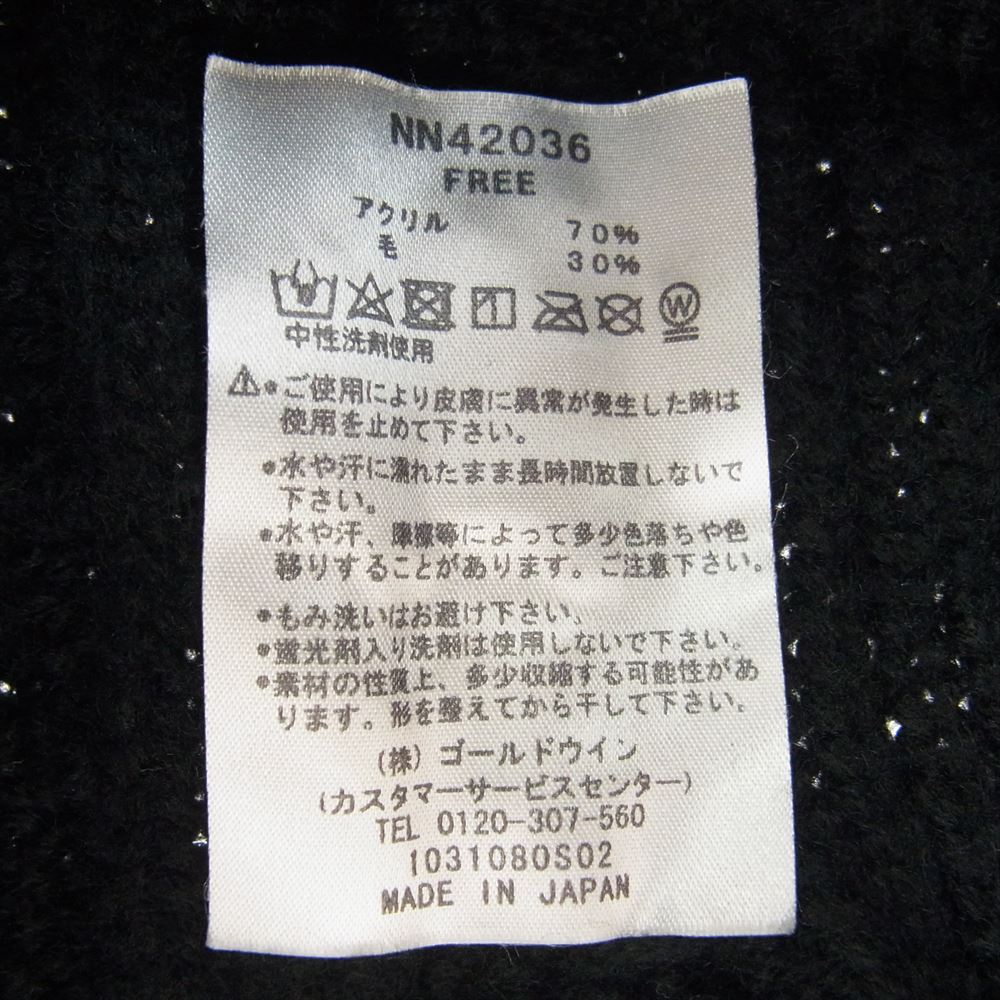 NN42036
FREE
アクリル 70%
毛 30%
中性洗剤使用
•ご使用により皮膚に異常が発生した時は
使用を止めて下さい。
•水や汗に濡れたまま長時間放置しないで
下さい。
•水や汗、摩擦等によって多少色落ちや色
移りすることがあります。ご注意下さい。
•もみ洗いはお避け下さい。
•蛍光剤入り洗剤は使用しないで下さい。
•素材の性質上、多少収縮する可能性があ
ります。形を整えてから干して下さい。
(株)ゴールドウイン
(カスタマーサービスセンター)
TEL 0120-307-560
1031080S02
MADE IN JAPAN